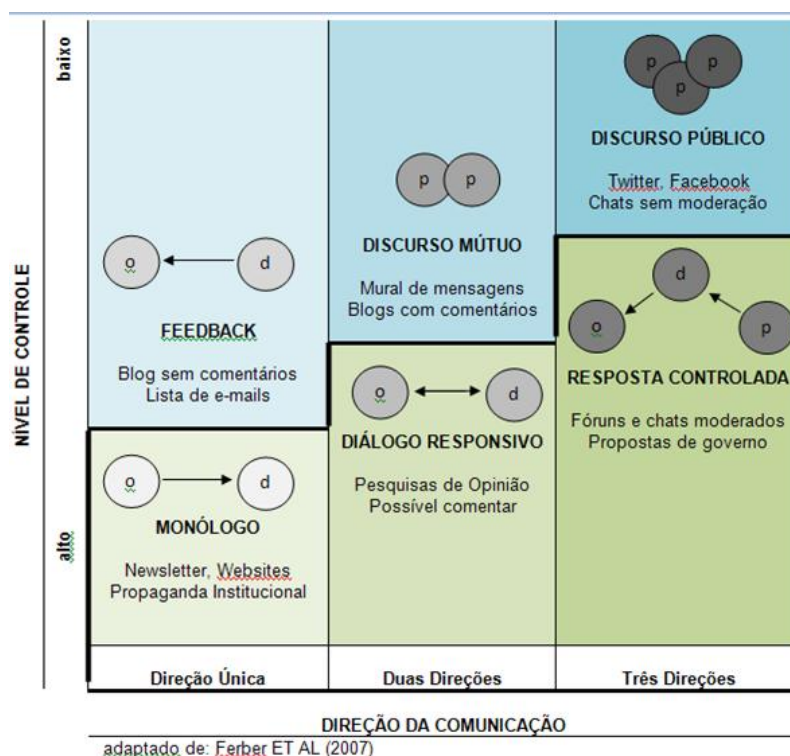 NÍVEL DE CONTROLE
baixo
alto
o
d
FEEDBACK
Blog sem comentários
Lista de e-mails
o
d
MONÓLOGO
Newsletter, Websites
Propaganda Institucional
Direção Única
p
p
DISCURSO MÚTUO
Mural de mensagens
Blogs com comentários
o
d
DIÁLOGO RESPONSIVO
Pesquisas de Opinião
Possível comentar
Duas Direções
p
p
p
DISCURSO PÚBLICO
Twitter, Facebook
Chats sem moderação
d
o
p
RESPOSTA CONTROLADA
Fóruns e chats moderados
Propostas de governo
Três Direções
DIREÇÃO DA COMUNICAÇÃO
adaptado de: Ferber ET AL (2007)